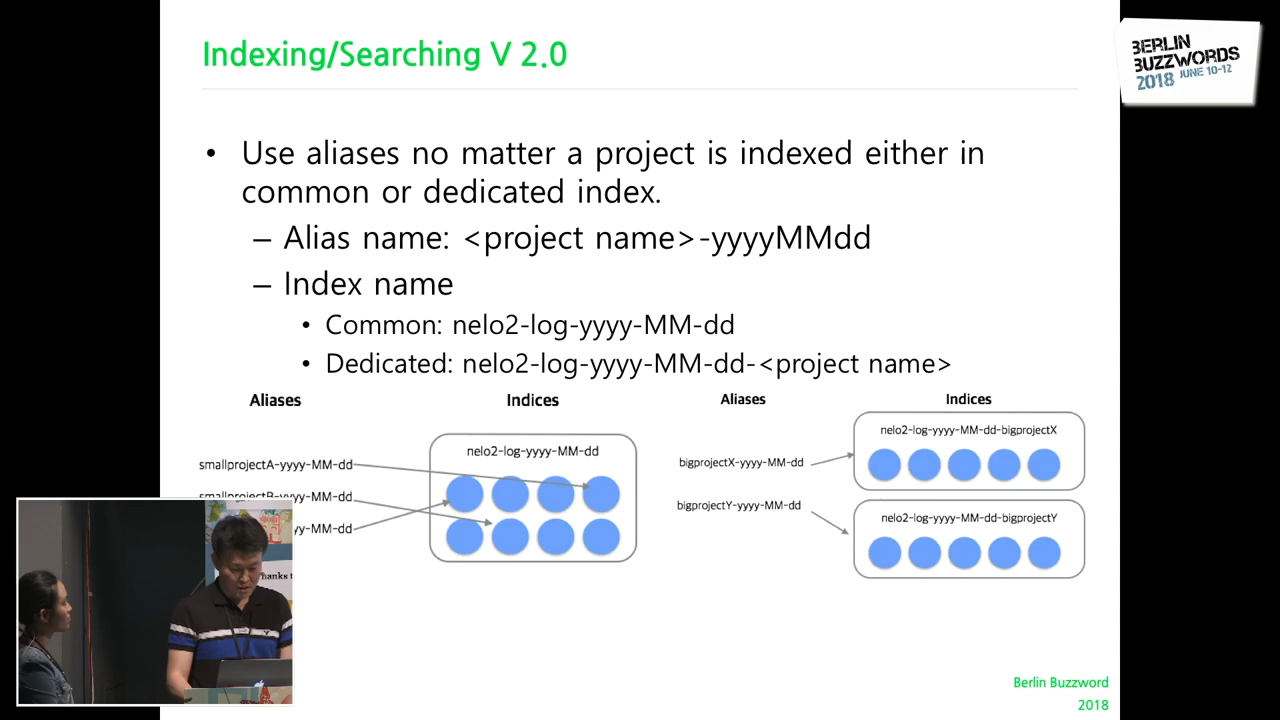 Indexing/Searching V 2.0
BERLIN
BUZZWORDS
2018 JUNE 10-12
• Use aliases no matter a project is indexed either in
common or dedicated index.
– Alias name: <project name>-yyyyMMdd
– Index name
• Common: nelo2-log-yyyy-MM-dd
• Dedicated: nelo2-log-yyyy-MM-dd-<project name>
Aliases
Indices
nelo2-log-yyyy-MM-dd
smallprojectA-yyyy-MM-dd
smallprojectB-yyyy-MM-dd
yy-MM-dd
Aliases
Indices
nelo2-log-yyyy-MM-dd-bigprojectX
bigprojectX-yyyy-MM-dd
bigprojectY-yyyy-MM-dd
nelo2-log-yyyy-MM-dd-bigprojectY
Berlin Buzzword
2018